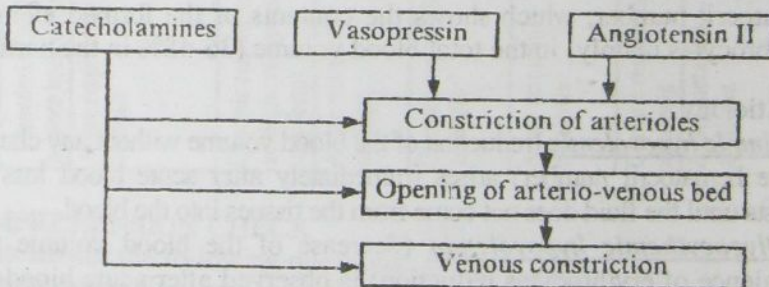 Catecholamines
Vasopressin
Angiotensin II
Constriction of arterioles
Opening of arterio-venous bed
Venous constriction